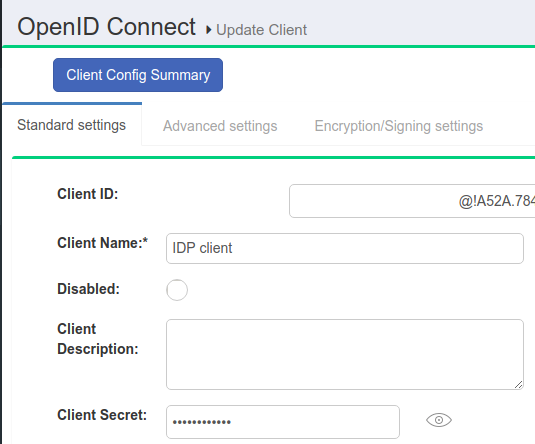 OpenID Connect Update Client
Client Config Summary
Standard settings Advanced settings Encryption/Signing settings
Client ID: @!A52A.784
Client Name:* IDP client
Disabled:
Client
Description:
Client Secret: ••••••••••••